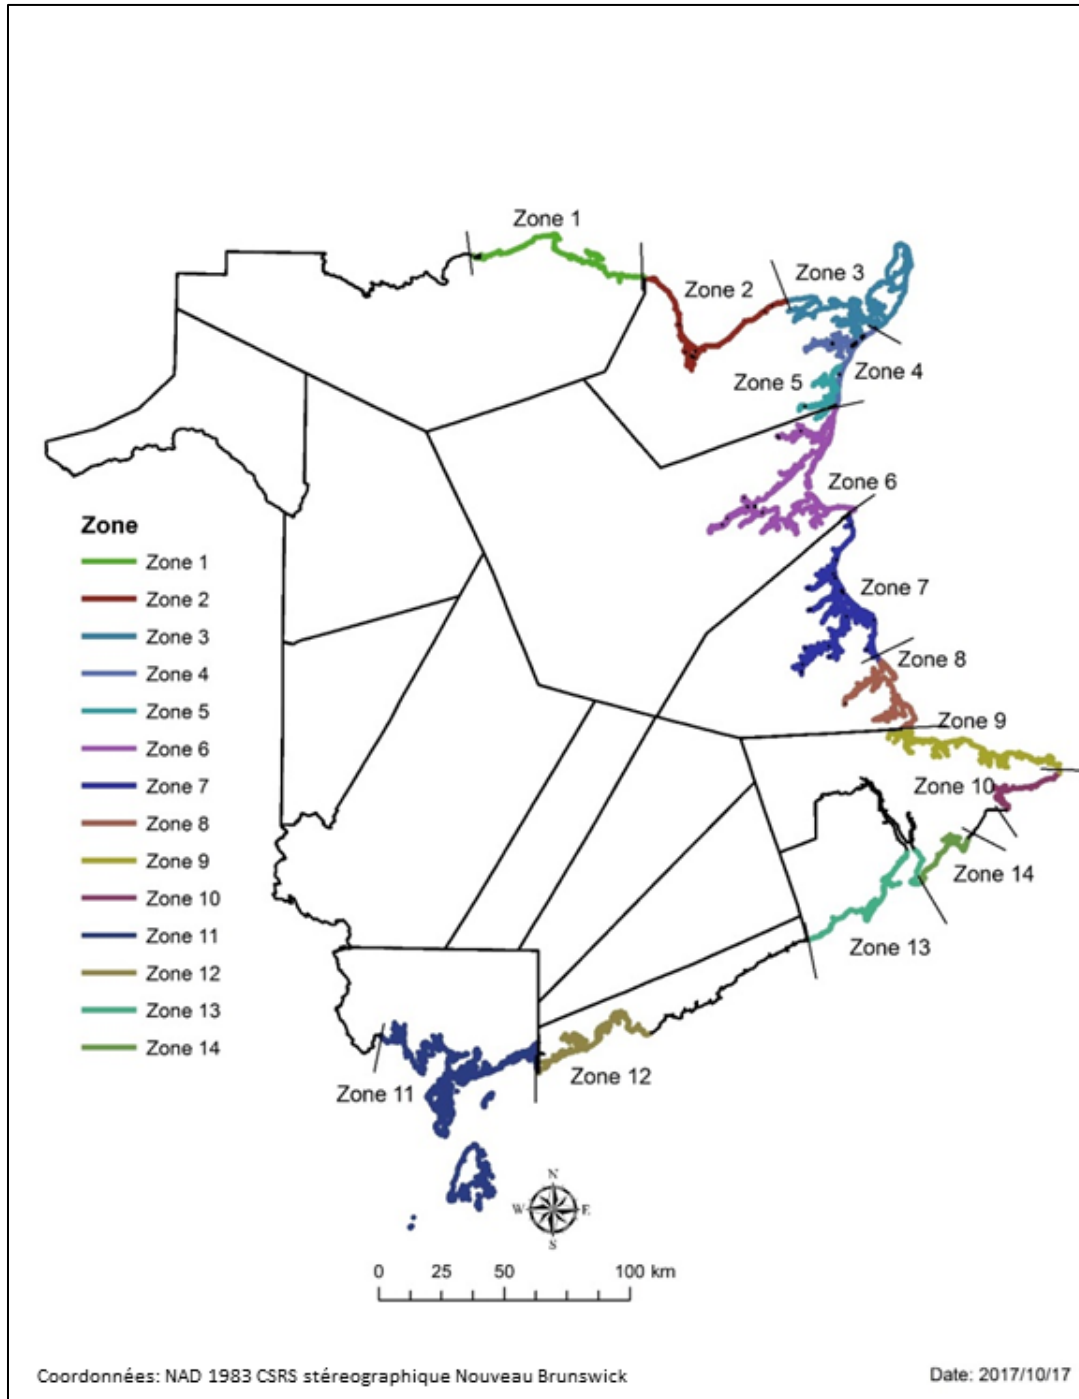 Zone 1
Zone 2
Zone 3
Zone 4
Zone 5
Zone 6
Zone 7
Zone 8
Zone 9
Zone 10
Zone 14
Zone 13
Zone 12
Zone 11
Zone
Zone 1
Zone 2
Zone 3
Zone 4
Zone 5
Zone 6
Zone 7
Zone 8
Zone 9
Zone 10
Zone 11
Zone 12
Zone 13
Zone 14
N
W E
S
0 25 50 100 km
Coordonnées: NAD 1983 CSRS stéreographique Nouveau Brunswick
Date: 2017/10/17